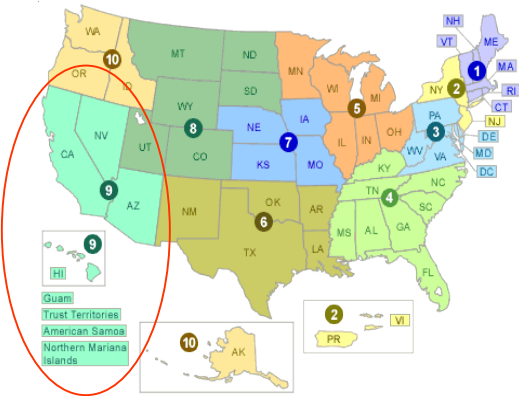 NH
ME
VT
WA
MT
ND
MN
1
MA
10
OR
ID
WI
SD
MI
NY
2
RI
CT
WY
5
NJ
IA
PA
3
DE
NV
NE
8
IL
IN
OH
MD
UT
CO
7
WV
VA
DC
CA
KS
MO
KY
9
NC
TN
4
AZ
NM
OK
AR
SC
6
MS
AL
GA
TX
LA
9
HI
FL
Guam
Trust Territories
American Samoa
Northern Mariana
Islands
2
VI
PR
10
AK